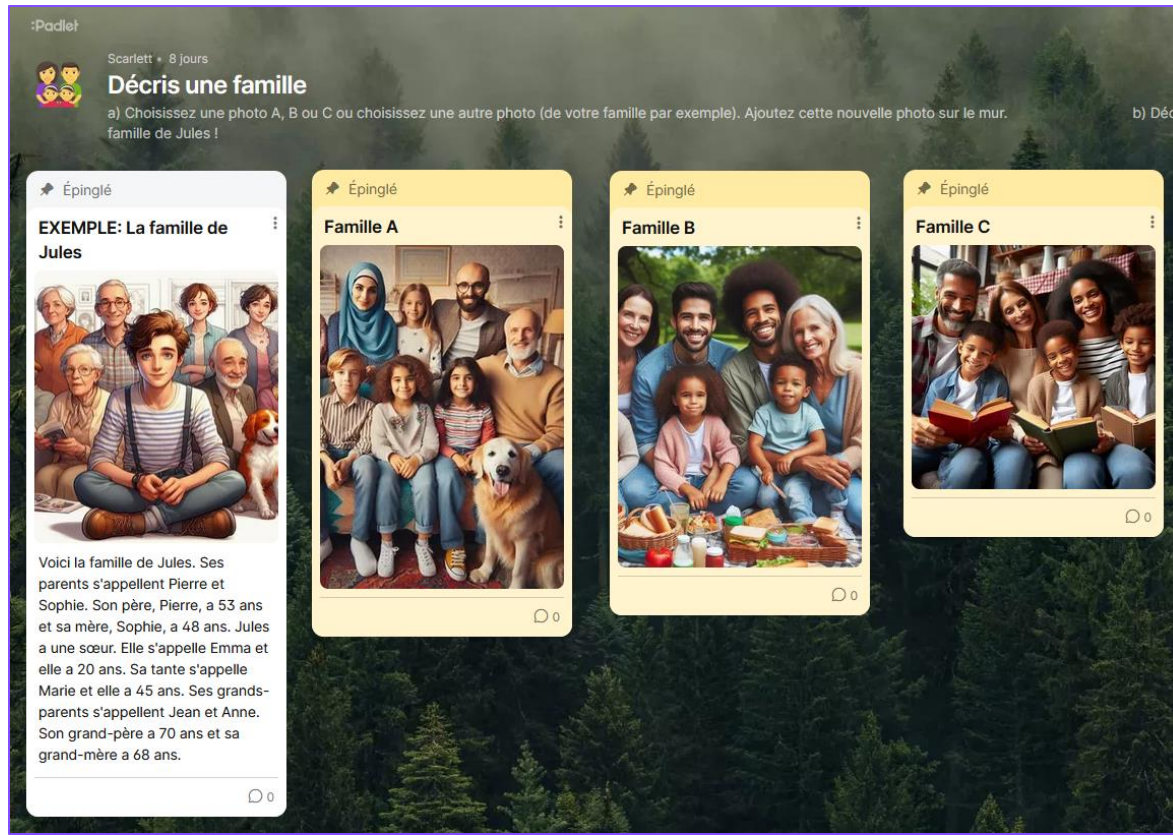 :Padlet
Scarlett • 8 jours
Décris une famille
a) Choisissez une photo A, B ou C ou choisissez une autre photo (de votre famille par exemple). Ajoutez cette nouvelle photo sur le mur. b) Déc
famille de Jules !
Épinglé
EXEMPLE: La famille de
Jules
Voici la famille de Jules. Ses
parents s'appellent Pierre et
Sophie. Son père, Pierre, a 53 ans
et sa mère, Sophie, a 48 ans. Jules
a une sœur. Elle s'appelle Emma et
elle a 20 ans. Sa tante s'appelle
Marie et elle a 45 ans. Ses grands-
parents s'appellent Jean et Anne.
Son grand-père a 70 ans et sa
grand-mère a 68 ans.
0
Épinglé
Famille A
0
Épinglé
Famille B
0
Épinglé
Famille C
0